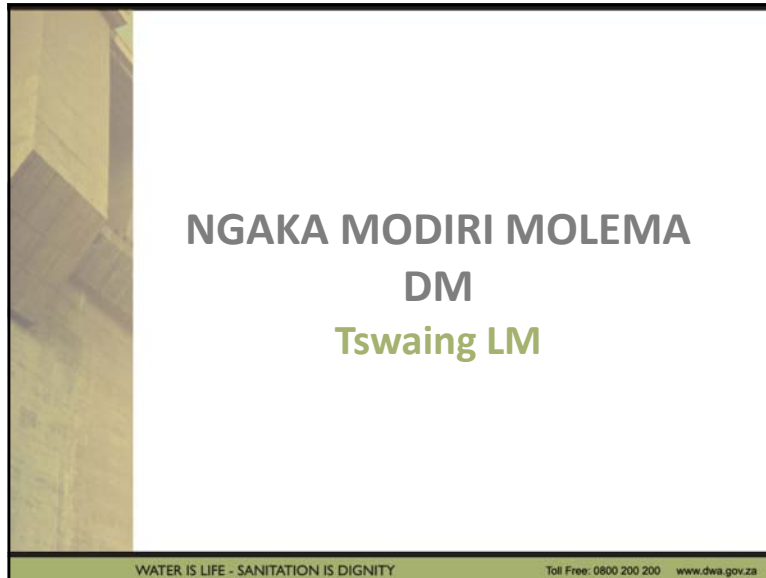 NGAKA MODIRI MOLEMA
DM
Tswaing LM
WATER IS LIFE - SANITATION IS DIGNITY Toll Free: 0800 200 200 www.dwa.gov.za